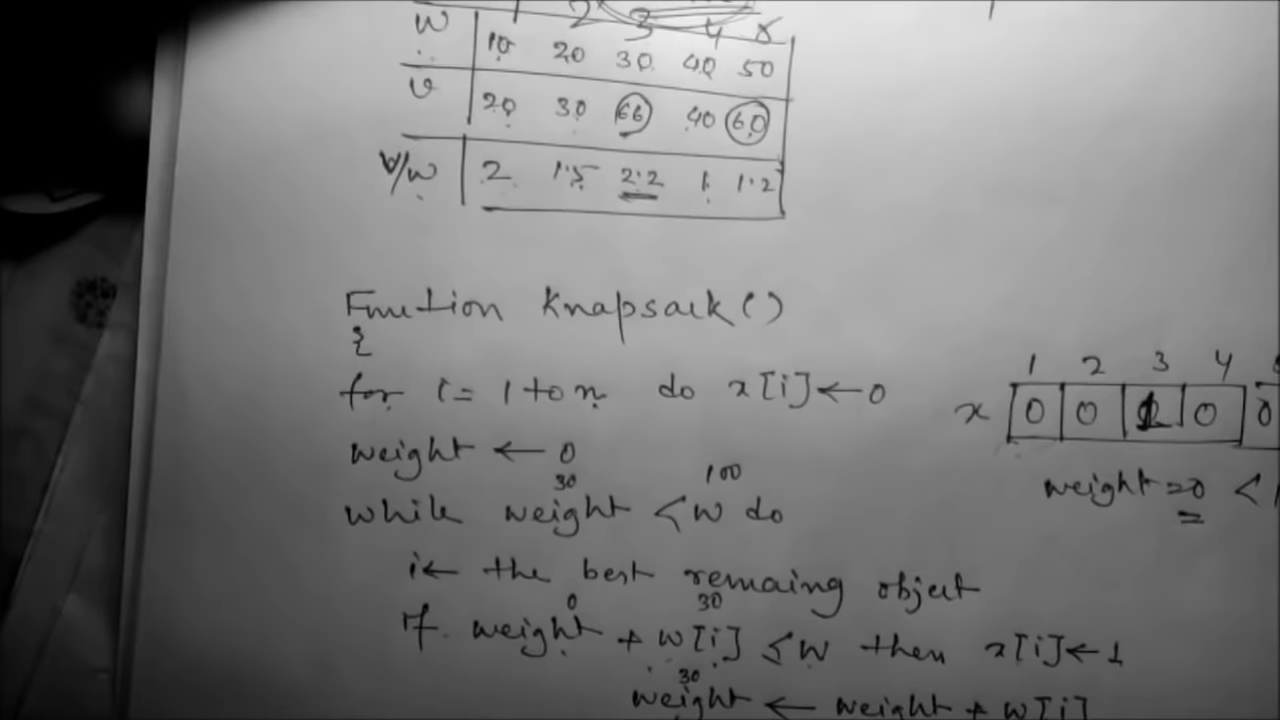 1 2 3 4 5
w 10 20 30 40 50
v 20 30 66 40 60
v/w 2 1.5 2.2 1 1.2
Function Knapsack()
{
for i = 1 to n do x[i] ← 0
1 2 3 4
x 0 0 1 0 0
weight ← 0
weight = 0 <
30 100
while weight < w do
i ← the best remaing object
0 30
If weight + w[i] ≤ w then x[i] ← 1
30
weight ← weight + w[i]